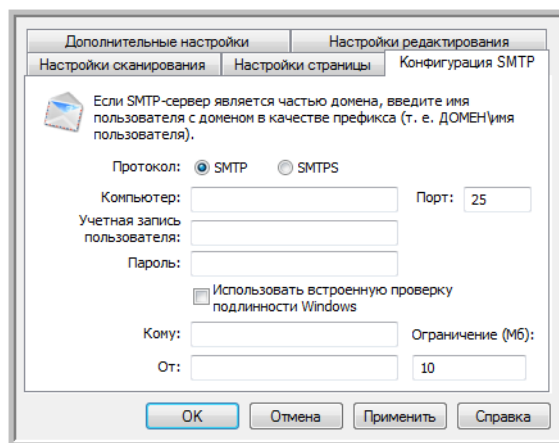 Дополнительные настройки
Настройки редактирования
Настройки сканирования
Настройки страницы
Конфигурация SMTP
Если SMTP-сервер является частью домена, введите имя
пользователя с доменом в качестве префикса (т. е. ДОМЕН\имя
пользователя).
Протокол: SMTP SMTPS
Компьютер: Порт: 25
Учетная запись
пользователя:
Пароль:
Использовать встроенную проверку
подлинности Windows
Кому: Ограничение (Мб):
От: 10
OK Отмена Применить Справка